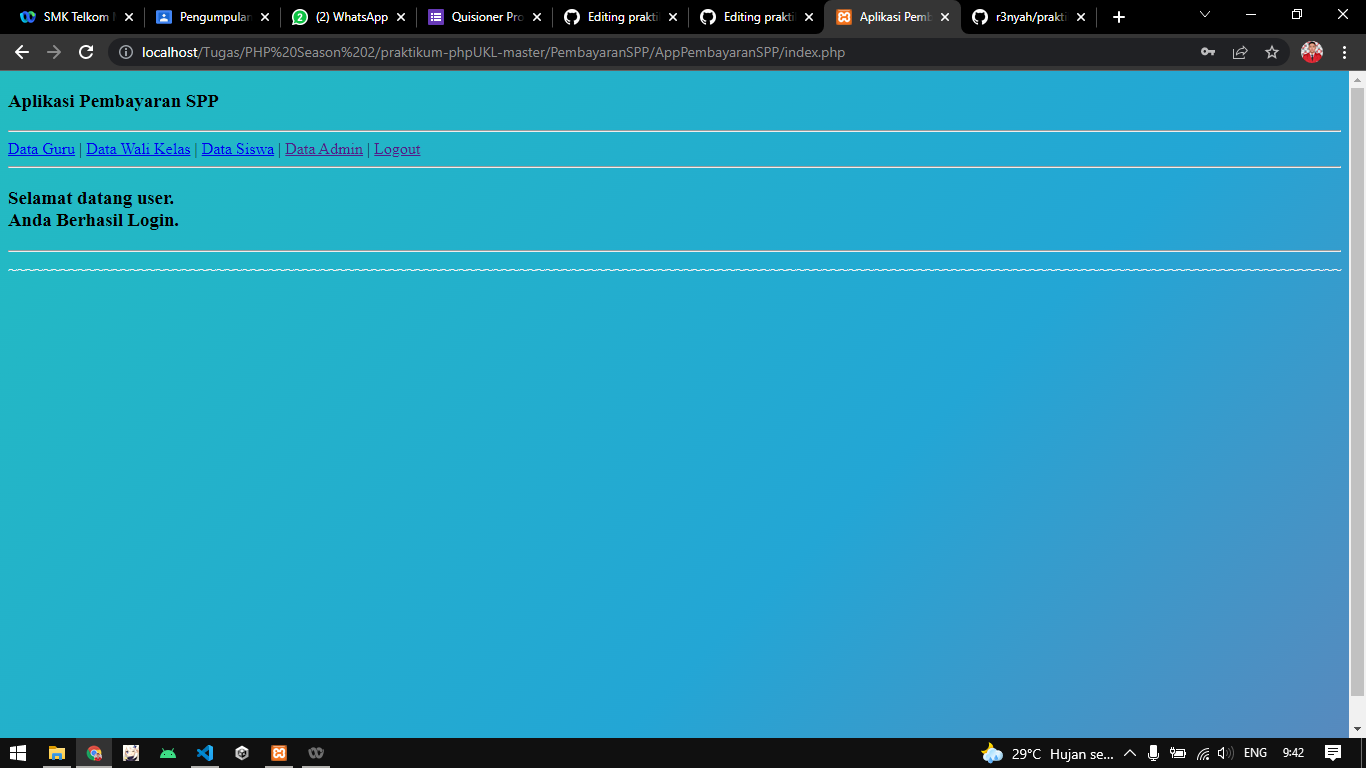 SMK Telkom
Pengumpulan
(2) WhatsApp
Quisioner Pro
Editing prakti
Editing prakti
Aplikasi Pemb
r3nyah/prakti
localhost/Tugas/PHP%20Season%202/praktikum-phpUKL-master/PembayaranSPP/AppPembayaranSPP/index.php
Aplikasi Pembayaran SPP
Data Guru | Data Wali Kelas | Data Siswa | Data Admin | Logout
Selamat datang user.
Anda Berhasil Login.
29°C Hujan se... ENG 9:42